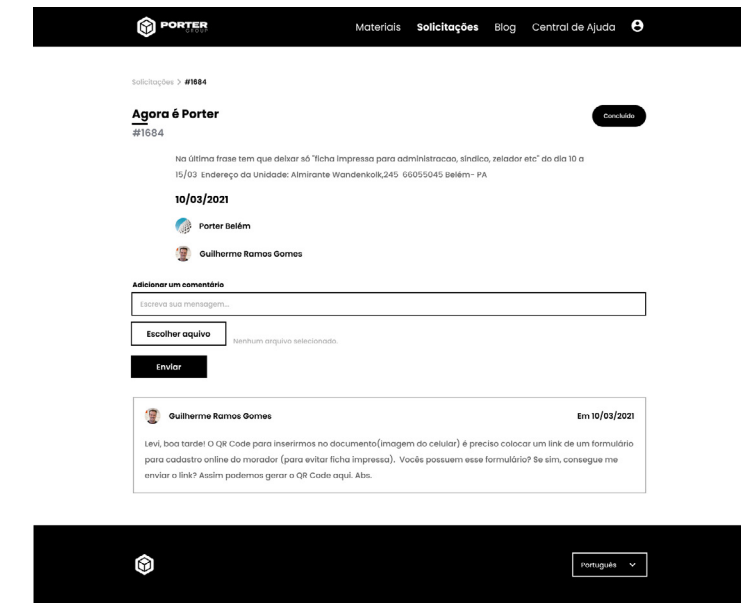 PORTER
GROUP
Materiais Solicitações Blog Central de Ajuda
Solicitações > #1684
Agora é Porter
Concluído
#1684
Na última frase tem que deixar só "ficha impressa para administracao, sindico, zelador etc" do dia 10 a
15/03 Endereço da Unidade: Almirante Wandenkolk,245 66055045 Belém- PA
10/03/2021
Porter Belém
Guilherme Ramos Gomes
Adicionar um comentário
Escreva sua mensagem...
Escolher aquivo
Nenhum arquivo selecionado.
Enviar
Guilherme Ramos Gomes Em 10/03/2021
Levi, boa tarde! O QR Code para inserirmos no documento(imagem do celular) é preciso colocar um link de um formulário
para cadastro online do morador (para evitar ficha impressa). Vocês possuem esse formulário? Se sim, consegue me
enviar o link? Assim podemos gerar o QR Code aqui. Abs.
Português